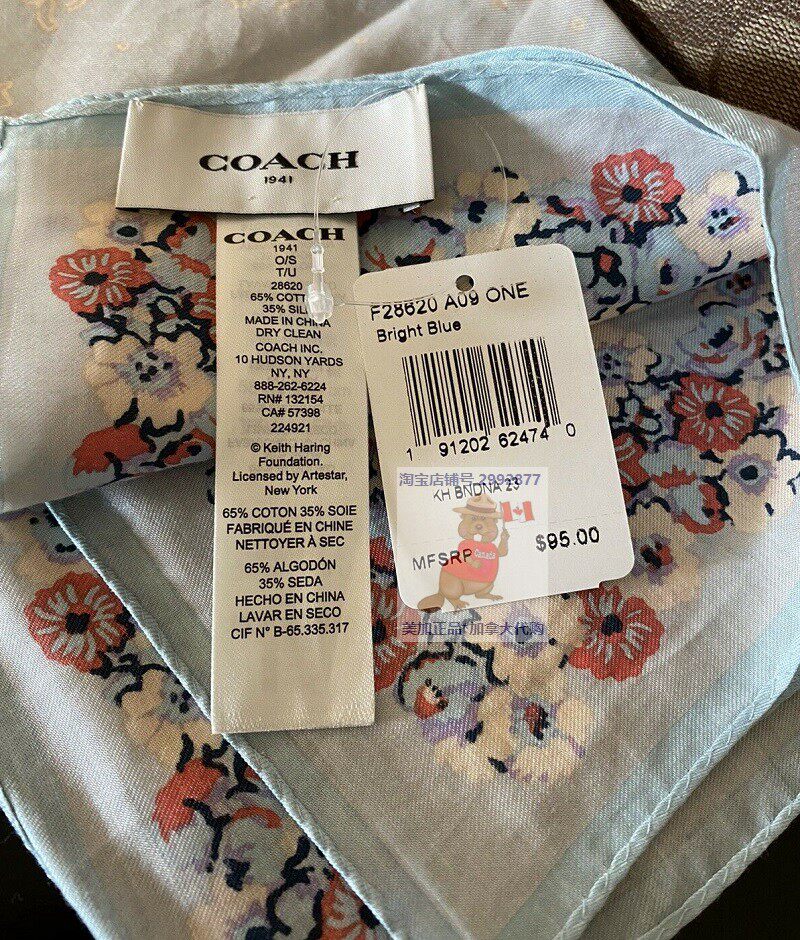 COACH
1941
COACH
1941
O/S
T/U
28620
65% COTT
35% SIL
MADE IN CHINA
DRY CLEAN
COACH INC.
10 HUDSON YARDS
NY, NY
888-262-6224
RN# 132154
CA# 57398
224921
© Keith Haring
Foundation.
Licensed by Artestar,
New York
65% COTON 35% SOIE
FABRIQUÉ EN CHINE
NETTOYER À SEC
65% ALGODÓN
35% SEDA
HECHO EN CHINA
LAVAR EN SECO
CIF N° B-65.335.317
F28620 A09 ONE
Bright Blue
1 91202 62474 0
淘宝店铺号 2992877
KH BNDNA 23
Canada
MFSRP $95.00
美加正品 加拿大代购